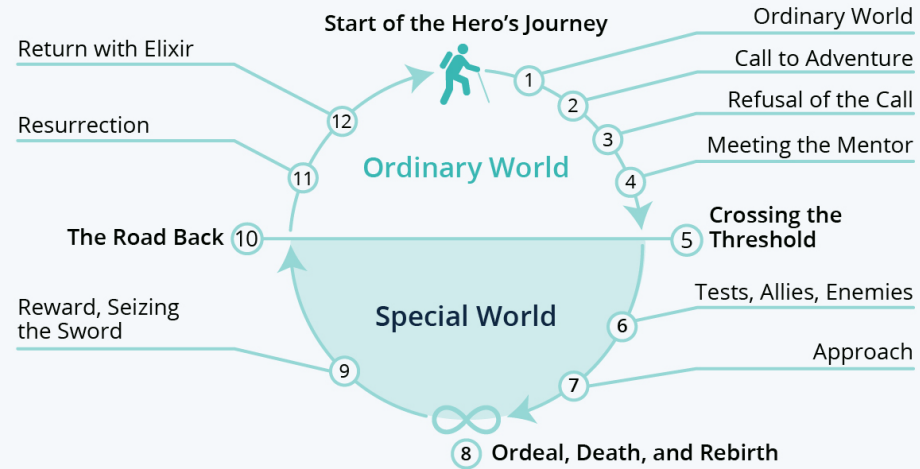 Start of the Hero's Journey
1
Ordinary World
2
Call to Adventure
3
Refusal of the Call
4
Meeting the Mentor
Ordinary World
5
Crossing the
Threshold
Special World
6
Tests, Allies, Enemies
7
Approach
8
Ordeal, Death, and Rebirth
9
Reward, Seizing
the Sword
The Road Back
10
11
Resurrection
12
Return with Elixir